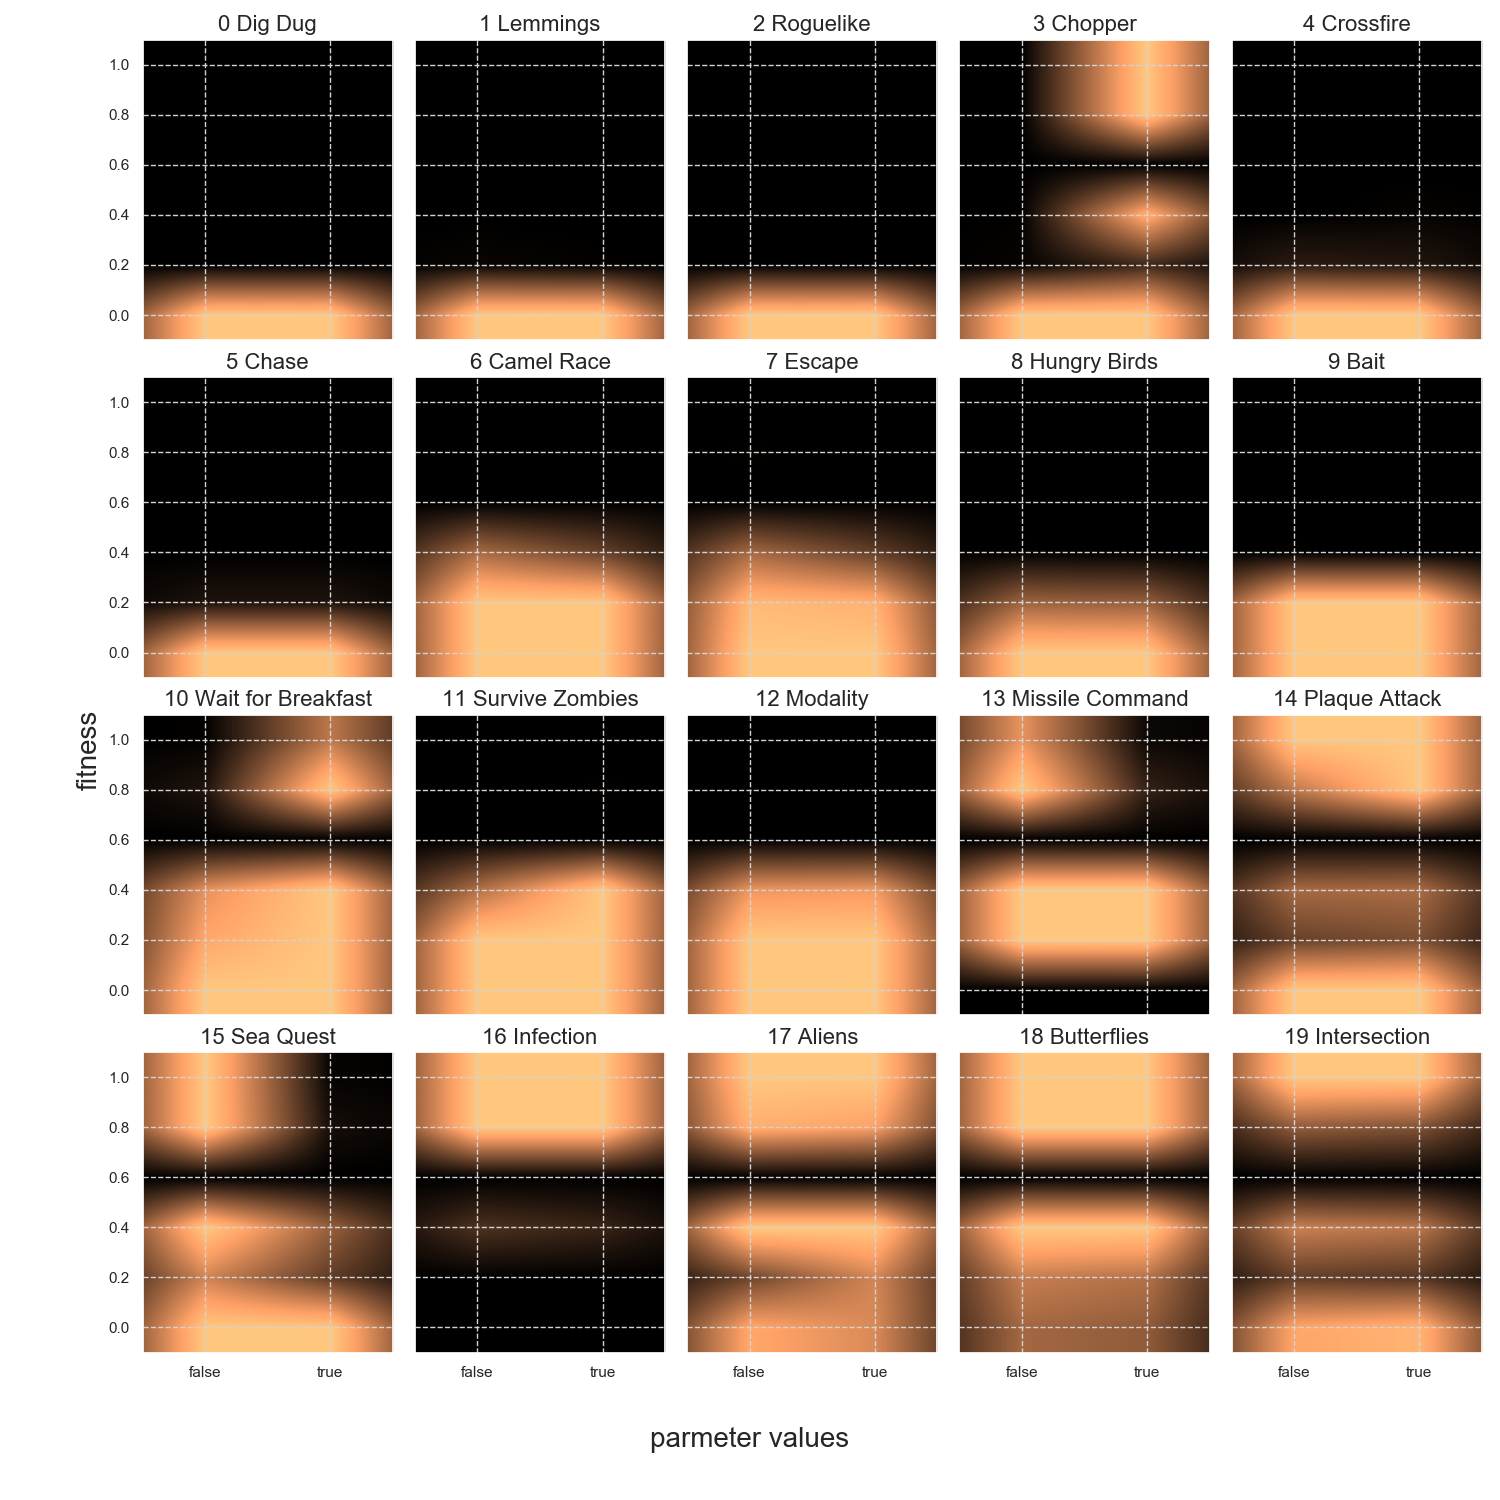 0 Dig Dug
1 Lemmings
2 Roguelike
3 Chopper
4 Crossfire
1.0
0.8
0.6
0.4
0.2
0.0
5 Chase
6 Camel Race
7 Escape
8 Hungry Birds
9 Bait
1.0
0.8
0.6
0.4
0.2
0.0
10 Wait for Breakfast
11 Survive Zombies
12 Modality
13 Missile Command
14 Plaque Attack
fitness
1.0
0.8
0.6
0.4
0.2
0.0
15 Sea Quest
16 Infection
17 Aliens
18 Butterflies
19 Intersection
1.0
0.8
0.6
0.4
0.2
0.0
false true false true false true false true false true
parmeter values